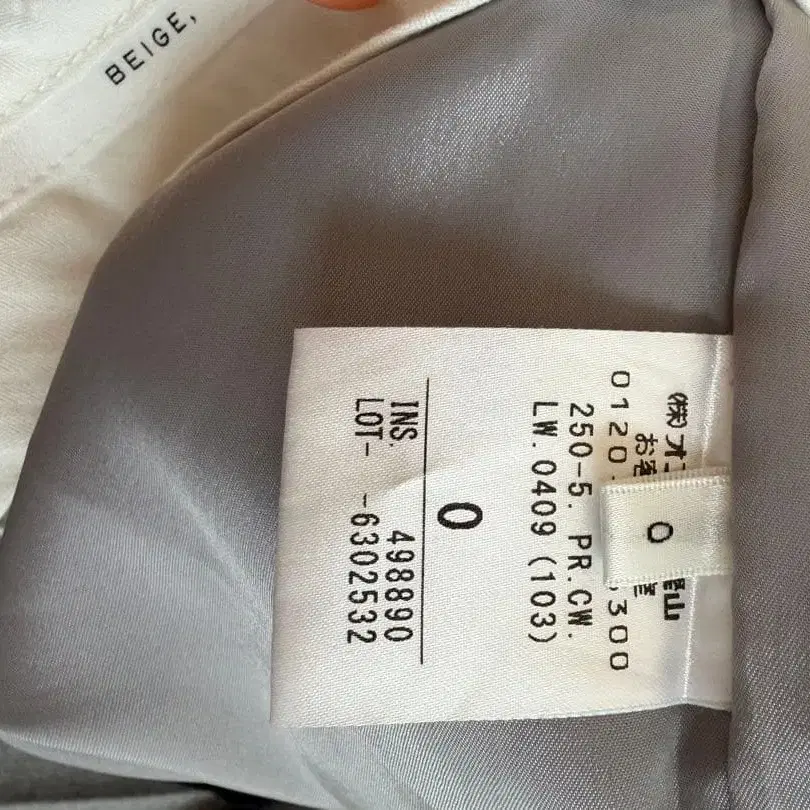 BEIGE,
(株)オ
お客
0120
300
250-5. PR.CW.
LW.0409 (103)
0
INS. 498890
LOT- -6302532
0